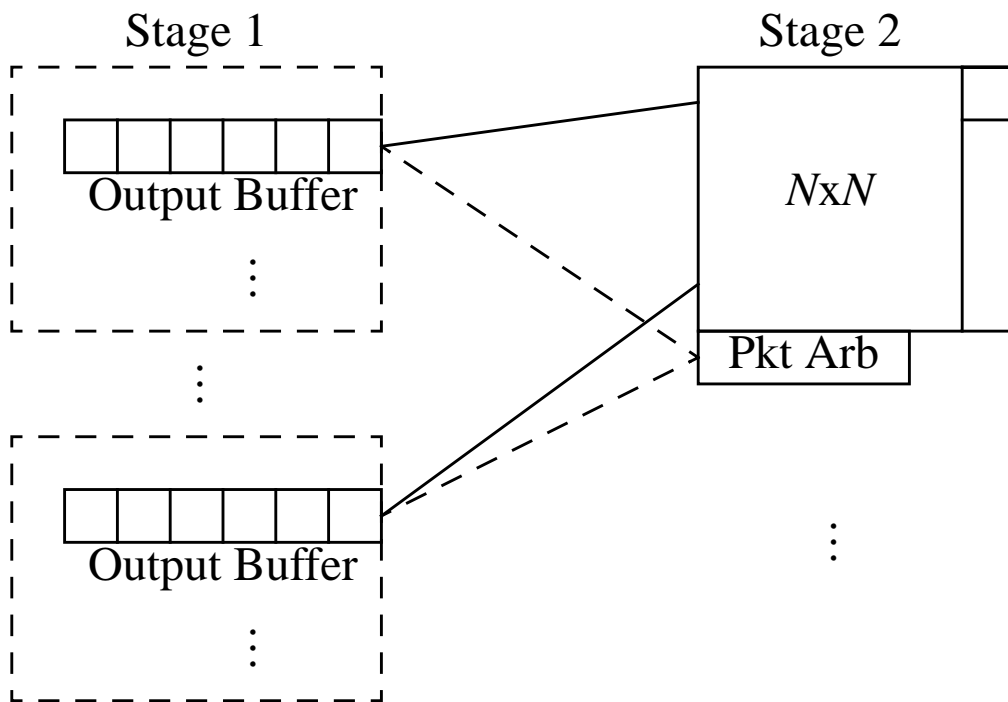 Stage 1
Stage 2
Output Buffer
NxN
Pkt Arb
Output Buffer